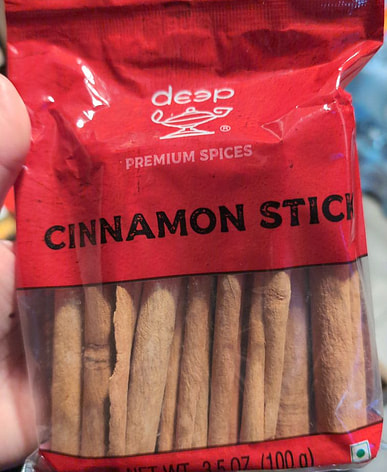 deep
®
PREMIUM SPICES
CINNAMON STICK
NET WT. 3.5 OZ (100 g)